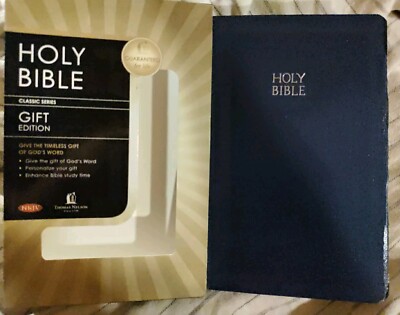 HOLY
BIBLE
CLASSIC SERIES
GIFT
EDITION
GIVE THE TIMELESS GIFT
OF GOD'S WORD
• Give the gift of God's Word
• Personalize your gift
• Enhance Bible study time
NKJV
THOMAS NELSON
GUARANTEED
HOLY
BIBLE